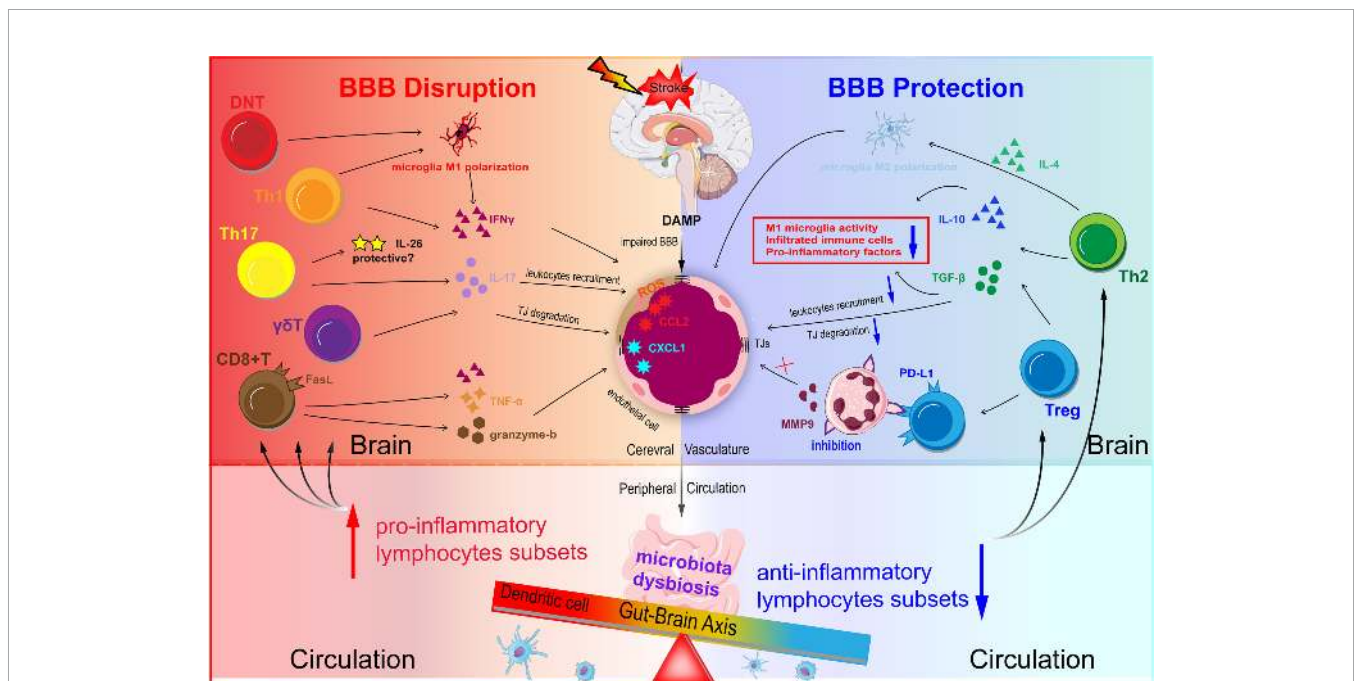 BBB Disruption
Stroke
BBB Protection
DNT
microglia M1 polarization
microglia M2 polarization
IL-4
Th1
IFNγ
DAMP
IL-10
M1 microglia activity
Infiltrated immune cells
Pro-inflammatory factors
Th17
IL-26
protective?
impaired BBB
IL-17
leukocytes recruitment
TJ degradation
ROS
CCL2
CXCL1
TGF-β
Th2
leukocytes recruitment
TJ degradation
γδT
TJs
CD8+T
FasL
TNF-α
granzyme-b
endothelial cell
PD-L1
MMP9
inhibition
Treg
Brain
Cerevral Vasculature
Brain
Peripheral Circulation
pro-inflammatory
lymphocytes subsets
microbiota
dysbiosis
anti-inflammatory
lymphocytes subsets
Dendritic cell
Gut-Brain Axis
Circulation
Circulation